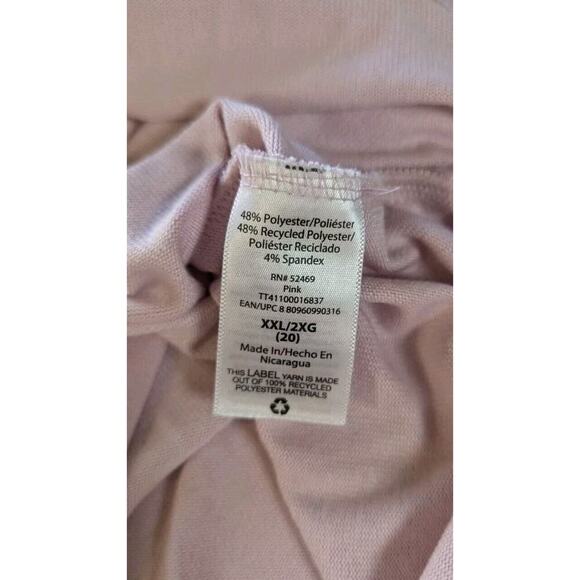 48% Polyester/Poliéster
48% Recycled Polyester/
Poliéster Reciclado
4% Spandex
RN# 52469
Pink
TT41100016837
EAN/UPC 8 80960990316
XXL/2XG
(20)
Made In/Hecho En
Nicaragua
THIS LABEL YARN IS MADE
OUT OF 100% RECYCLED
POLYESTER MATERIALS